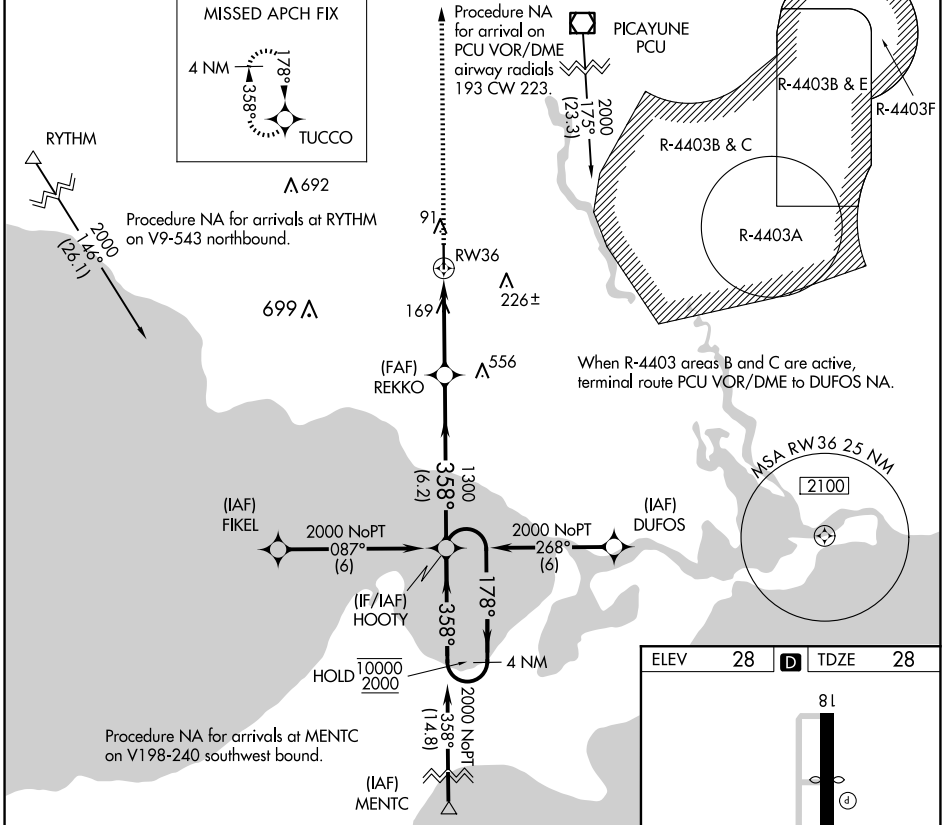 MISSED APCH FIX
4 NM
178°
358°
TUCCO
Procedure NA
for arrival on
PCU VOR/DME
airway radials
193 CW 223.
PICAYUNE
PCU
2000
175°
(23.3)
R-4403B & E
R-4403F
R-4403B & C
R-4403A
RYTHM
2000
146°
(26.1)
692
Procedure NA for arrivals at RYTHM
on V9-543 northbound.
91
RW36
226±
699
169
(FAF)
REKKO
556
When R-4403 areas B and C are active,
terminal route PCU VOR/DME to DUFOS NA.
1300
358°
(6.2)
MSA RW36 25 NM
2100
(IAF)
FIKEL
2000 NoPT
087°
(6)
2000 NoPT
268°
(6)
(IAF)
DUFOS
(IF/IAF)
HOOTY
358°
178°
HOLD 10000
2000
4 NM
2000 NoPT
358°
(14.8)
Procedure NA for arrivals at MENTC
on V198-240 southwest bound.
(IAF)
MENTC
ELEV 28 D TDZE 28
18
P